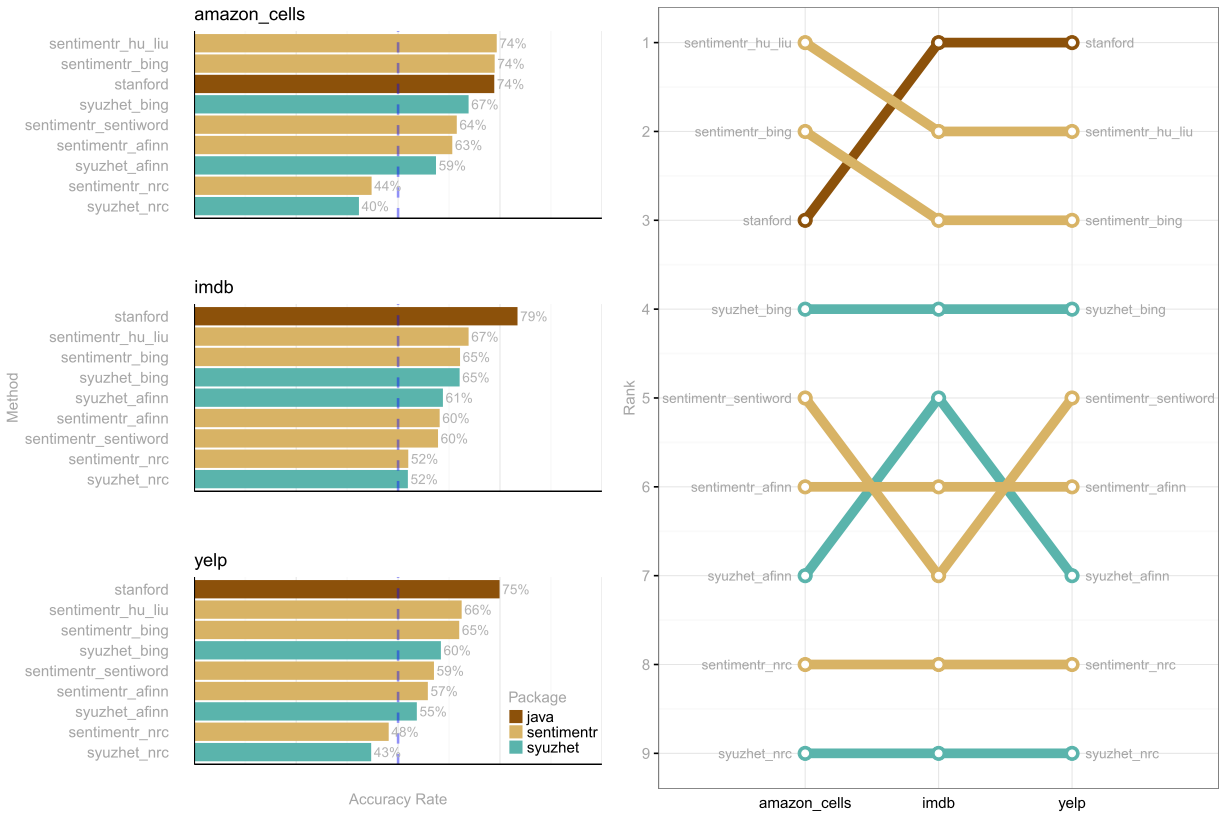 amazon_cells
sentimentr_hu_liu 74%
sentimentr_bing 74%
stanford 74%
syuzhet_bing 67%
sentimentr_sentiword 64%
sentimentr_afinn 63%
syuzhet_afinn 59%
sentimentr_nrc 44%
syuzhet_nrc 40%
imdb
stanford 79%
sentimentr_hu_liu 67%
sentimentr_bing 65%
syuzhet_bing 65%
syuzhet_afinn 61%
sentimentr_afinn 60%
sentimentr_sentiword 60%
sentimentr_nrc 52%
syuzhet_nrc 52%
Method
yelp
stanford 75%
sentimentr_hu_liu 66%
sentimentr_bing 65%
syuzhet_bing 60%
sentimentr_sentiword 59%
sentimentr_afinn 57%
syuzhet_afinn 55%
sentimentr_nrc 48%
syuzhet_nrc 43%
Package
java
sentimentr
syuzhet
Accuracy Rate
Rank
1 sentimentr_hu_liu stanford
2 sentimentr_bing sentimentr_hu_liu
3 stanford sentimentr_bing
4 syuzhet_bing syuzhet_bing
5 sentimentr_sentiword sentimentr_sentiword
6 sentimentr_afinn sentimentr_afinn
7 syuzhet_afinn syuzhet_afinn
8 sentimentr_nrc sentimentr_nrc
9 syuzhet_nrc syuzhet_nrc
amazon_cells imdb yelp